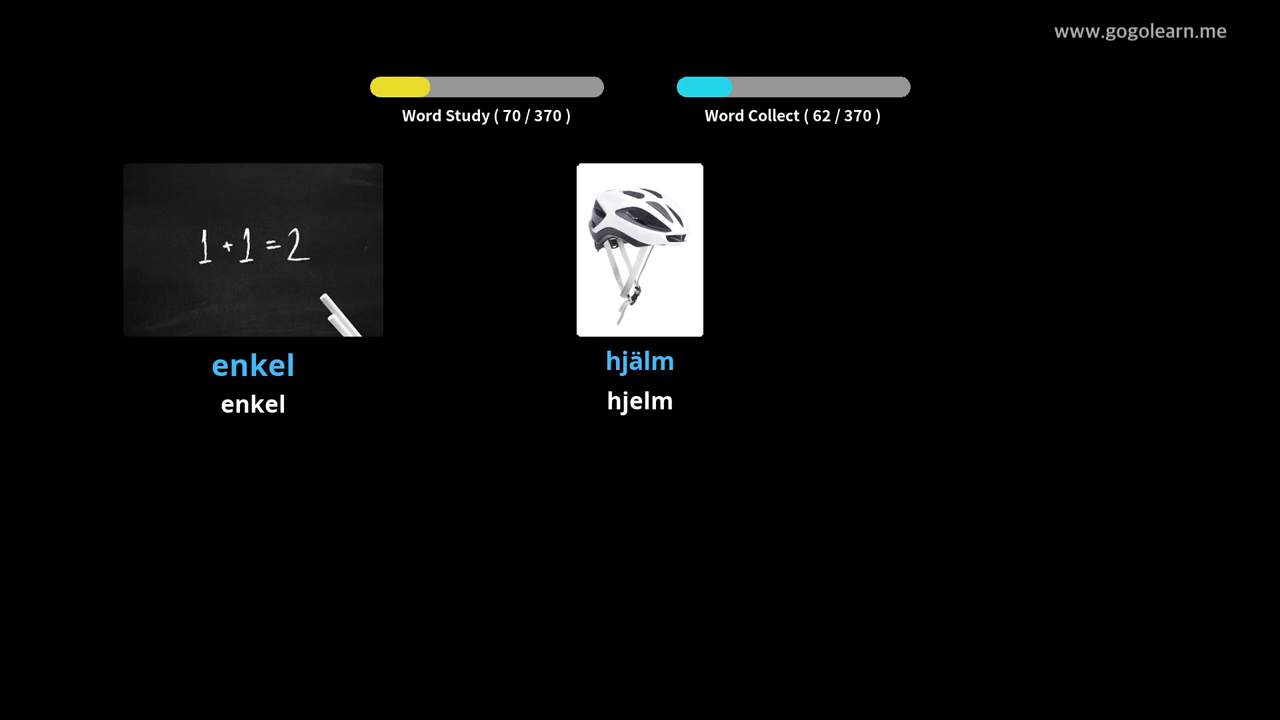 www.gogolearn.me
Word Study ( 70 / 370 )
Word Collect ( 62 / 370 )
1 + 1 = 2
enkel
enkel
hjälm
hjelm